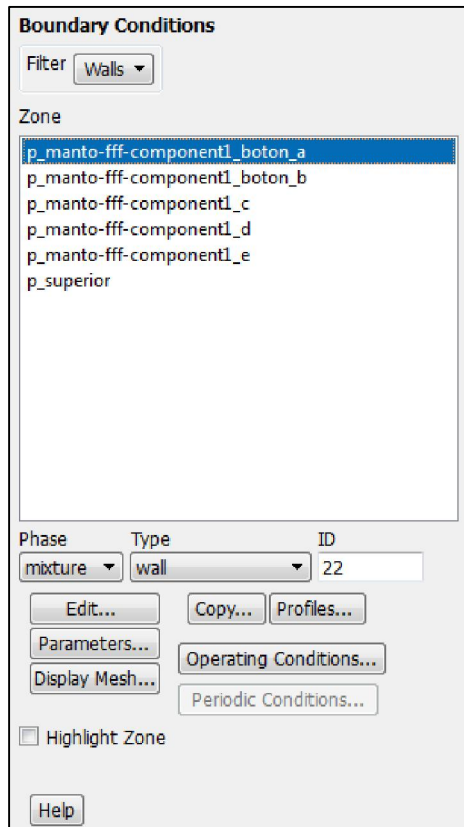 Boundary Conditions
Filter Walls
Zone
p_manto-fff-component1_boton_a
p_manto-fff-component1_boton_b
p_manto-fff-component1_c
p_manto-fff-component1_d
p_manto-fff-component1_e
p_superior
Phase Type ID
mixture wall 22
Edit... Copy... Profiles...
Parameters... Operating Conditions...
Display Mesh... Periodic Conditions...
Highlight Zone
Help